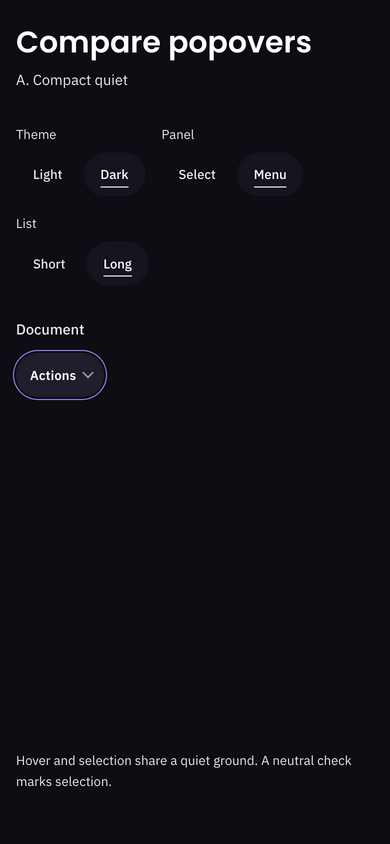 Compare popovers
A. Compact quiet
Theme
Panel
Light
Dark
Select
Menu
List
Short
Long
Document
Actions
Hover and selection share a quiet ground. A neutral check
marks selection.